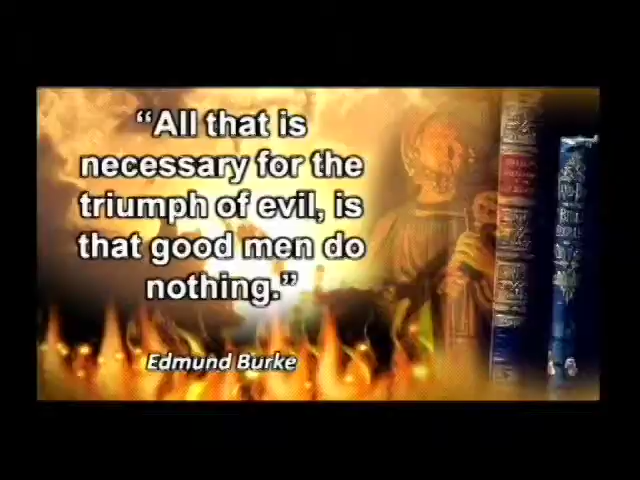 “All that is
necessary for the
triumph of evil, is
that good men do
nothing.”
Edmund Burke